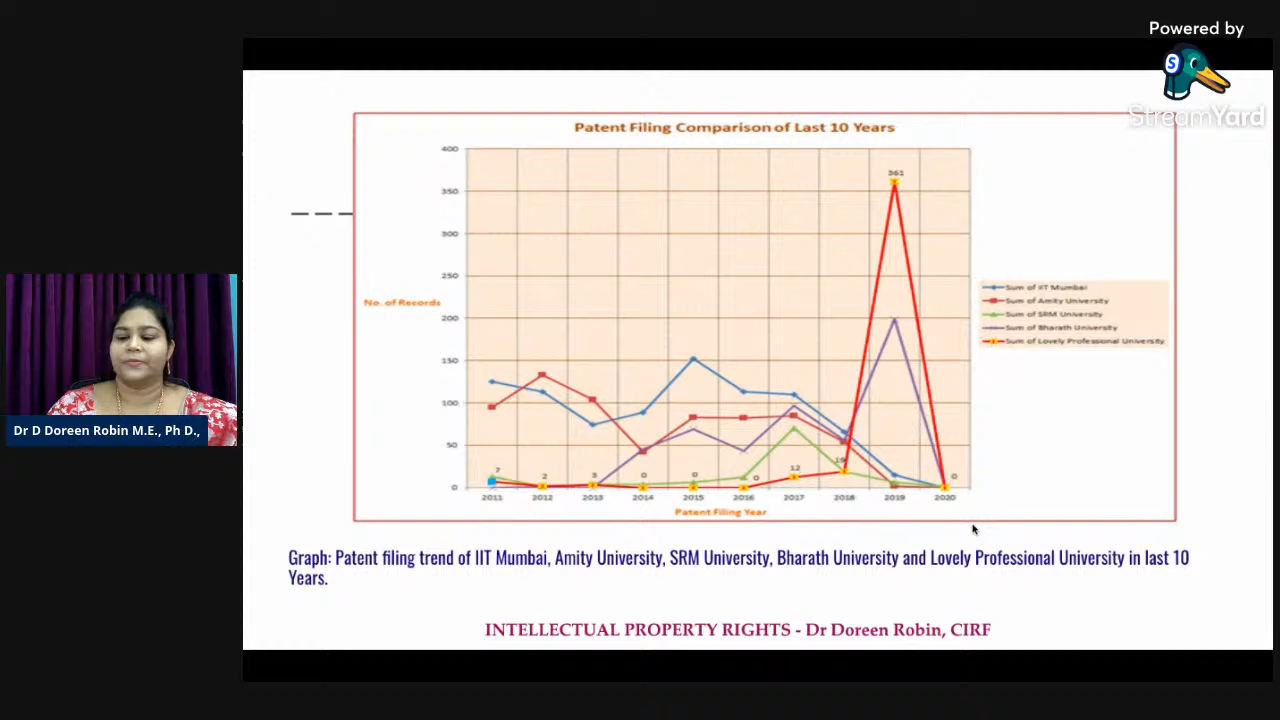 Powered by
StreamYard
Patent Filing Comparison of Last 10 Years
400
350
300
250
200
150
100
50
0
No. of Records
361
7
2
3
0
0
0
12
19
0
2011 2012 2013 2014 2015 2016 2017 2018 2019 2020
Patent Filing Year
Sum of IIT Mumbai
Sum of Amity University
Sum of SRM University
Sum of Bharath University
Sum of Lovely Professional University
Dr D Doreen Robin M.E., Ph D.,
Graph: Patent filing trend of IIT Mumbai, Amity University, SRM University, Bharath University and Lovely Professional University in last 10
Years.
INTELLECTUAL PROPERTY RIGHTS - Dr Doreen Robin, CIRF